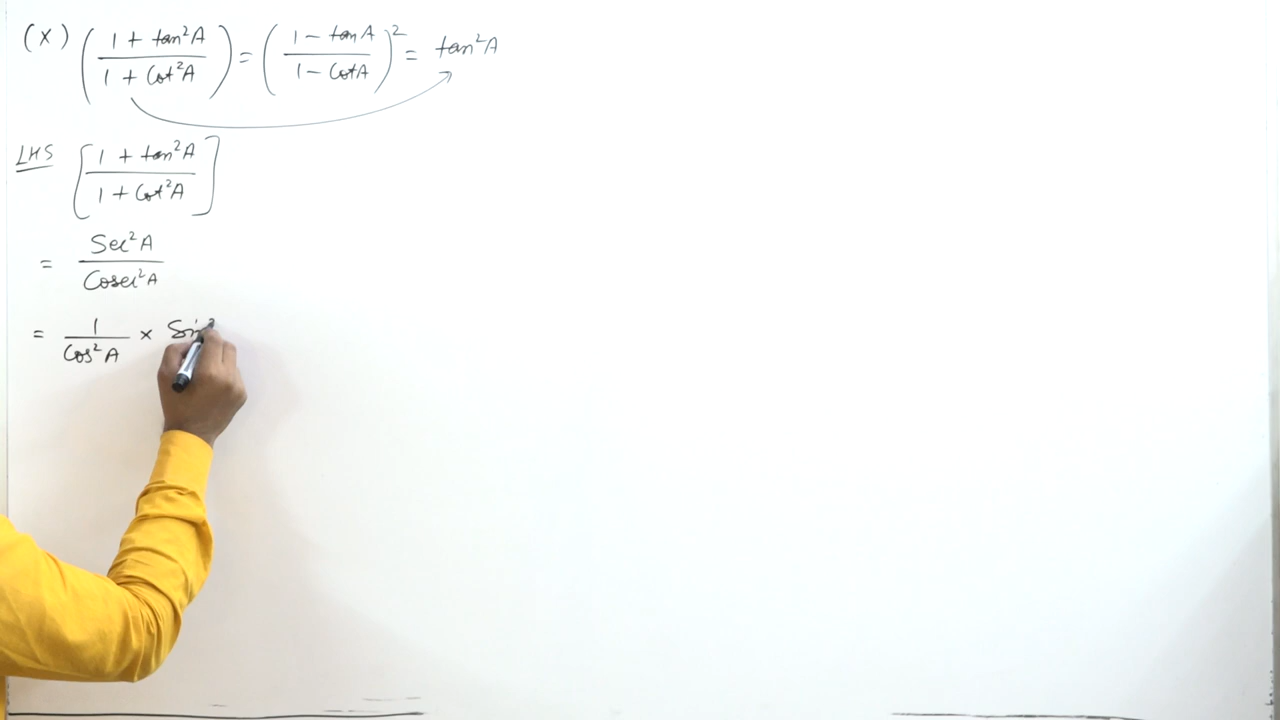 (x) ( (1 + tan²A) / (1 + Cot²A) ) = ( (1 - tanA) / (1 - CotA) )² = tan²A
LHS [ (1 + tan²A) / (1 + Cot²A) ]
= Sec²A / Cosec²A
= 1 / Cos²A × Sin²